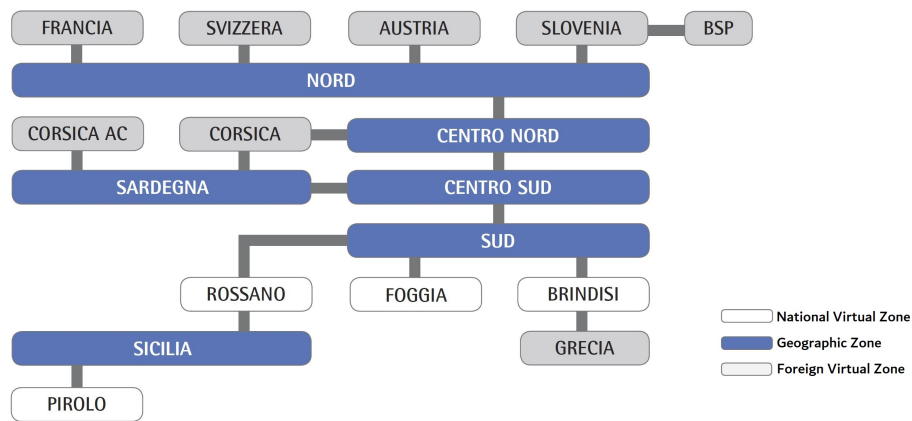 FRANCIA
SVIZZERA
AUSTRIA
SLOVENIA
BSP
NORD
CORSICA AC
CORSICA
CENTRO NORD
SARDEGNA
CENTRO SUD
SUD
ROSSANO
FOGGIA
BRINDISI
National Virtual Zone
SICILIA
GRECIA
Geographic Zone
Foreign Virtual Zone
PIROLO